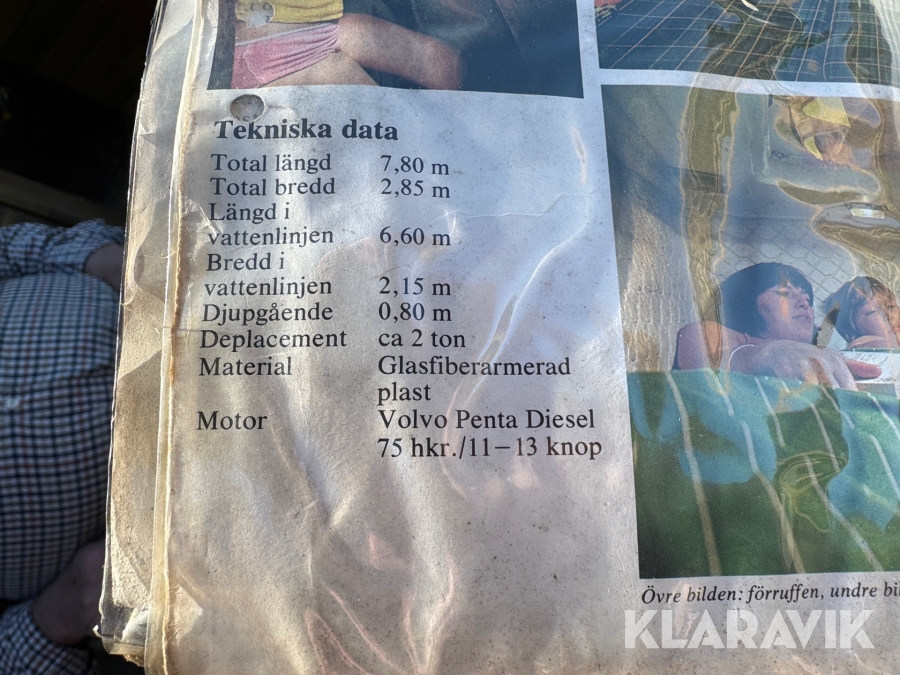 Tekniska data
Total längd 7,80 m
Total bredd 2,85 m
Längd i
vattenlinjen 6,60 m
Bredd i
vattenlinjen 2,15 m
Djupgående 0,80 m
Deplacement ca 2 ton
Material Glasfiberarmerad
plast
Motor Volvo Penta Diesel
75 hkr./11–13 knop
Övre bilden: förruffen, undre
KLARAVIK